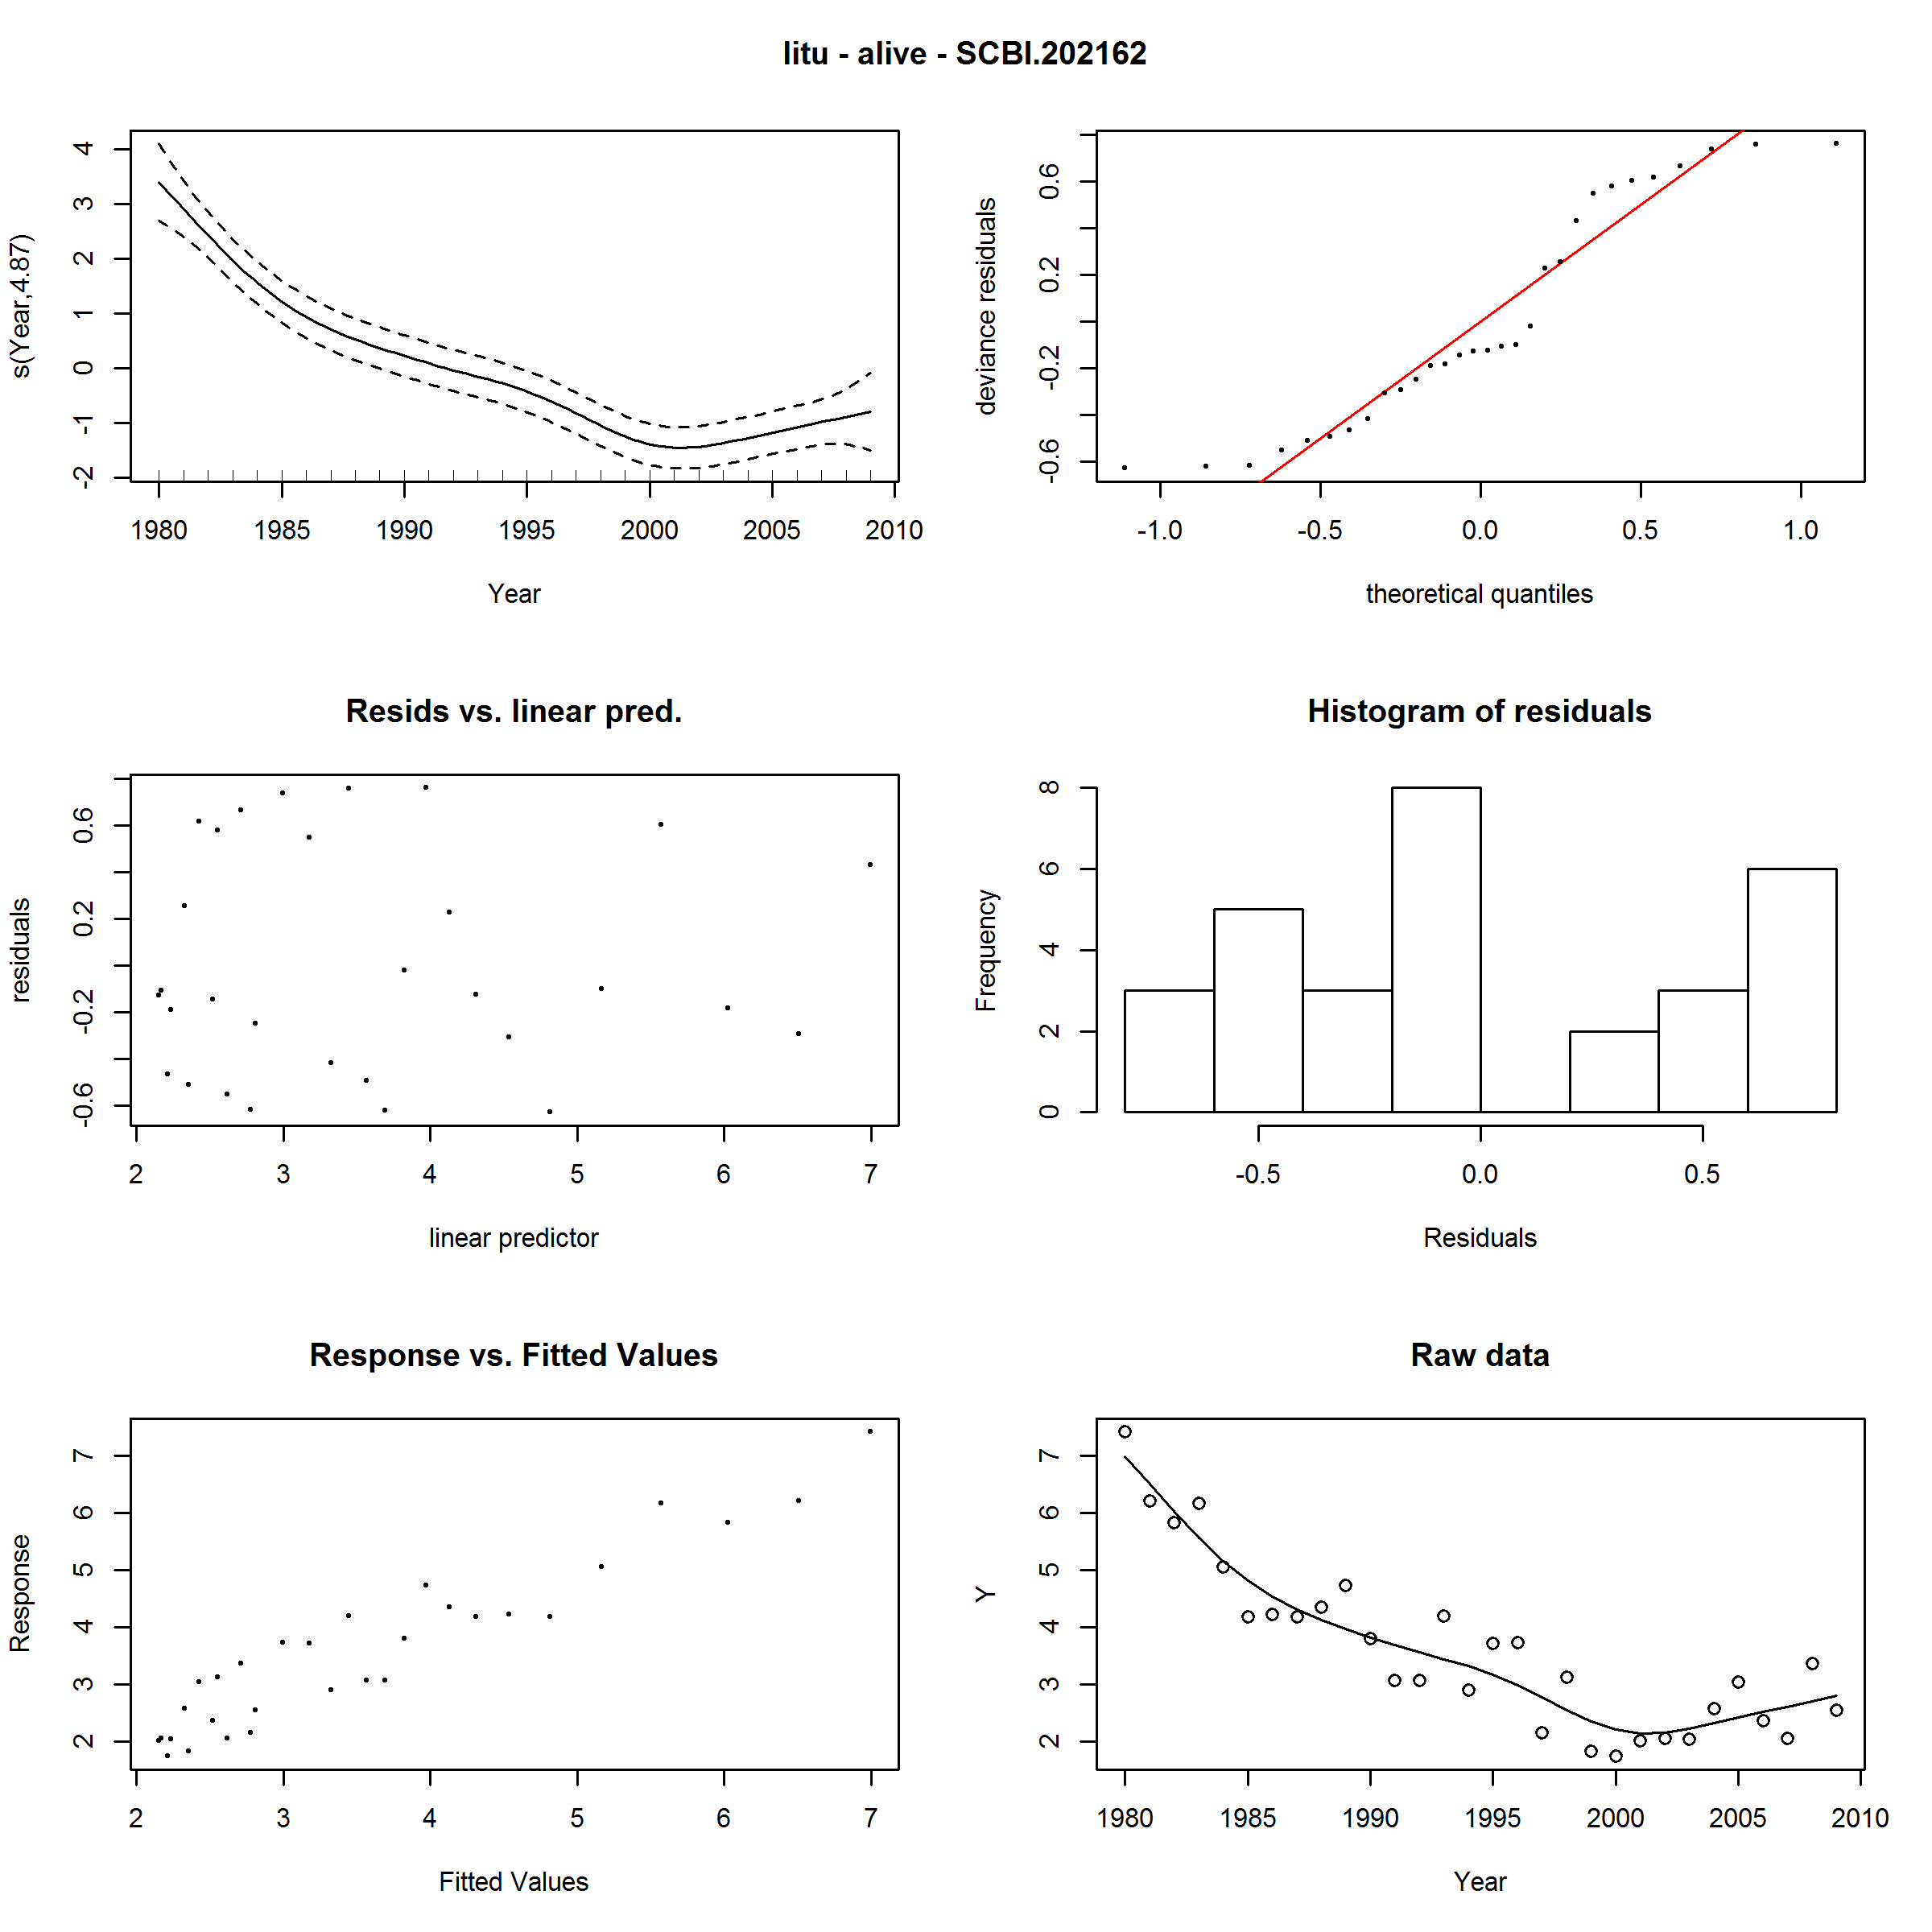 litu - alive - SCBI.202162
s(Year,4.87)
4
3
2
1
0
-1
-2
1980 1985 1990 1995 2000 2005 2010
Year
deviance residuals
0.6
0.2
-0.2
-0.6
-1.0 -0.5 0.0 0.5 1.0
theoretical quantiles
Resids vs. linear pred.
residuals
0.6
0.2
-0.2
-0.6
2 3 4 5 6 7
linear predictor
Histogram of residuals
Frequency
8
6
4
2
0
-0.5 0.0 0.5
Residuals
Response vs. Fitted Values
Response
7
6
5
4
3
2
2 3 4 5 6 7
Fitted Values
Raw data
Y
7
6
5
4
3
2
1980 1985 1990 1995 2000 2005 2010
Year